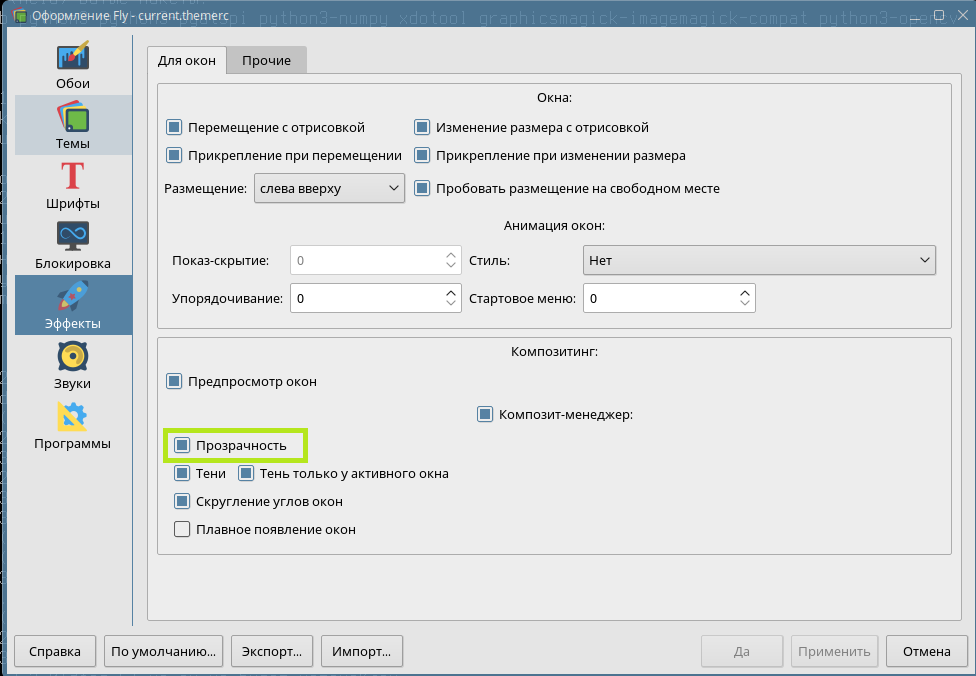 Оформление Fly - current.themerc
python3-numpy xdotool graphicsmagick-imagemagick-compat
Обои
Темы
Шрифты
Блокировка
Эффекты
Звуки
Программы
Для окон Прочие
Окна:
Перемещение с отрисовкой Изменение размера с отрисовкой
Прикрепление при перемещении Прикрепление при изменении размера
Размещение: слева вверху Пробовать размещение на свободном месте
Анимация окон:
Показ-скрытие: 0 Стиль: Нет
Упорядочивание: 0 Стартовое меню: 0
Композитинг:
Предпросмотр окон
Композит-менеджер:
Прозрачность
Тени Тень только у активного окна
Скругление углов окон
Плавное появление окон
Справка По умолчанию... Экспорт... Импорт... Да Применить Отмена